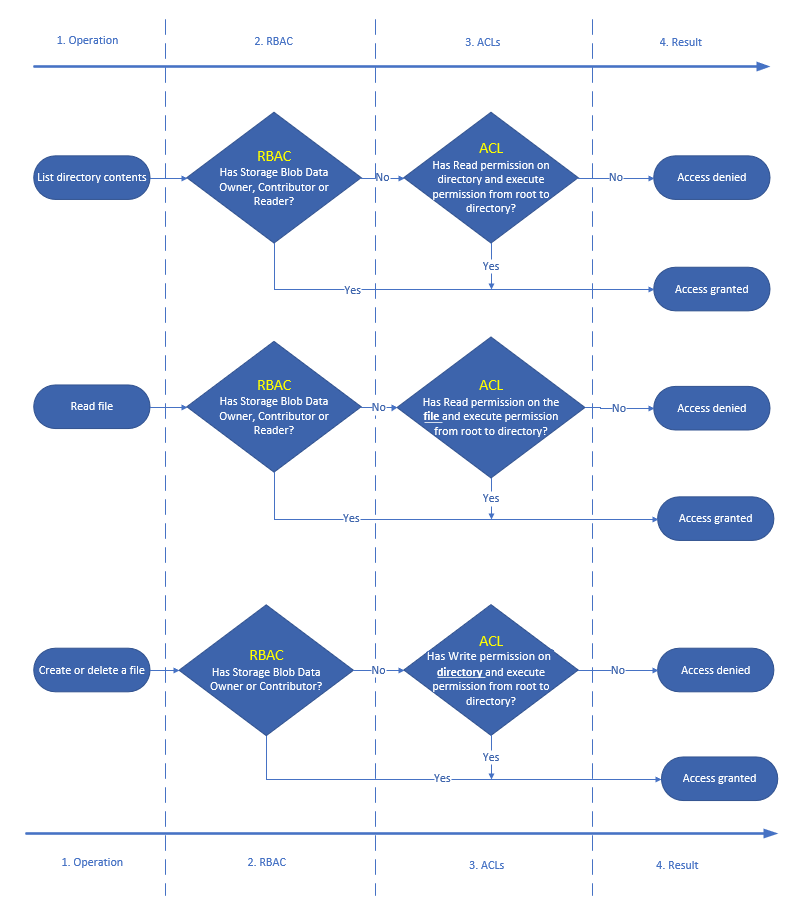 1. Operation
2. RBAC
3. ACLs
4. Result
List directory contents
RBAC
Has Storage Blob Data
Owner, Contributor or
Reader?
No
ACL
Has Read permission on
directory and execute
permission from root to
directory?
No
Access denied
Yes
Yes
Access granted
Read file
RBAC
Has Storage Blob Data
Owner, Contributor or
Reader?
No
ACL
Has Read permission on the
file and execute permission
from root to directory?
No
Access denied
Yes
Yes
Access granted
Create or delete a file
RBAC
Has Storage Blob Data
Owner or Contributor?
No
ACL
Has Write permission on
directory and execute
permission from root to
directory?
No
Access denied
Yes
Yes
Access granted
1. Operation
2. RBAC
3. ACLs
4. Result